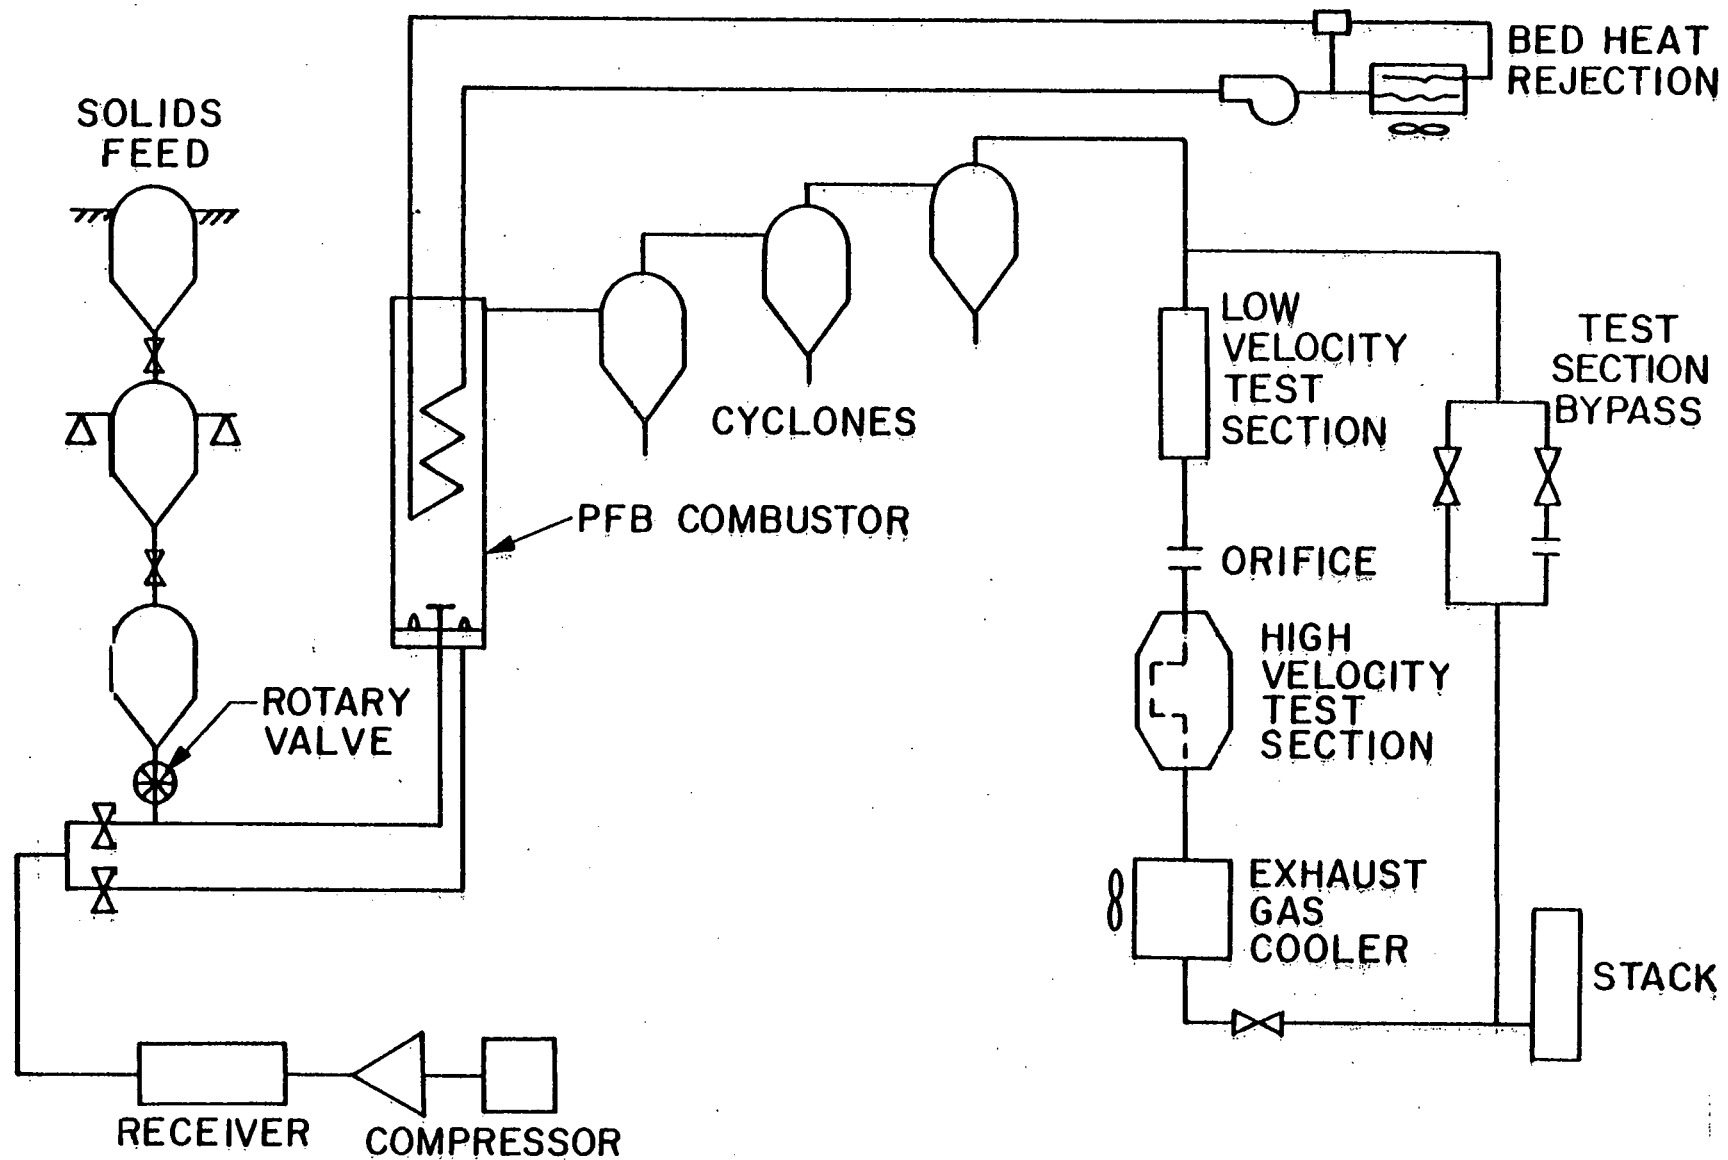 BED HEAT
REJECTION
SOLIDS
FEED
LOW
VELOCITY
TEST
SECTION
TEST
SECTION
BYPASS
CYCLONES
PFB COMBUSTOR
ORIFICE
HIGH
VELOCITY
TEST
SECTION
ROTARY
VALVE
EXHAUST
GAS
COOLER
STACK
RECEIVER
COMPRESSOR